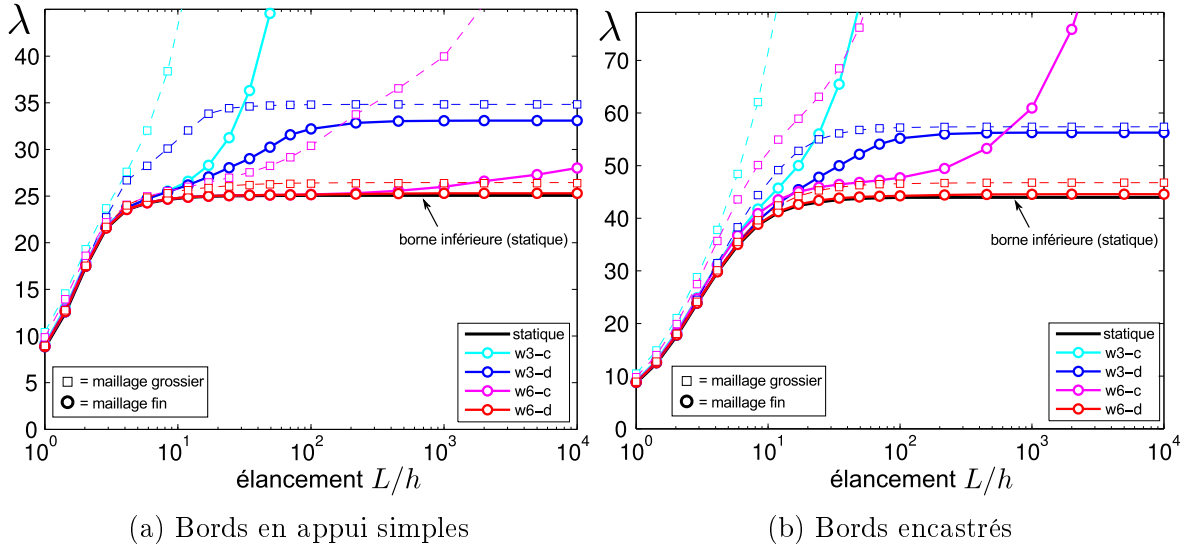 λ
40
35
30
25
20
15
10
5
0
10^0
10^1
10^2
10^3
10^4
élancement L/h
borne inférieure (statique)
□ = maillage grossier
o = maillage fin
statique
w3-c
w3-d
w6-c
w6-d
(a) Bords en appui simples
λ
70
60
50
40
30
20
10
0
10^0
10^1
10^2
10^3
10^4
élancement L/h
borne inférieure (statique)
□ = maillage grossier
o = maillage fin
statique
w3-c
w3-d
w6-c
w6-d
(b) Bords encastrés